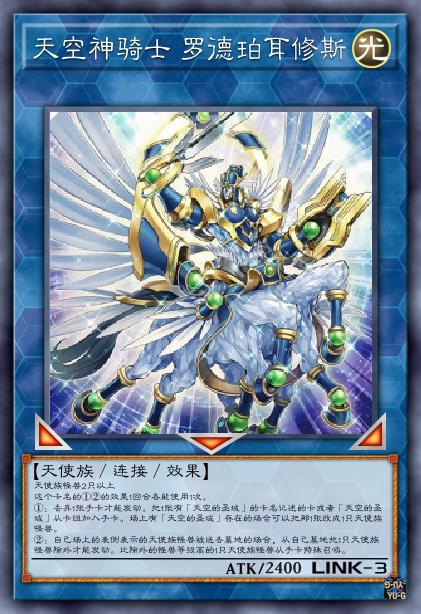 天空神骑士 罗德珀耳修斯
光
【天使族/连接/效果】
天使族怪兽2只以上
这个卡名的①②的效果1回合各能使用1次。
①：丢弃1张手卡才能发动。把1张有「天空的圣域」的卡名记述的卡或者「天空的圣
域」从卡组加入手卡。场上有「天空的圣域」存在的场合可以把那1张改成1只天使族
怪兽。
②：自己场上的表侧表示的天使族怪兽被送去墓地的场合，从自己墓地把1只天使族
怪兽除外才能发动。比除外的怪兽等级高的1只天使族怪兽从手卡特殊召唤。
ATK/2400 LINK-3